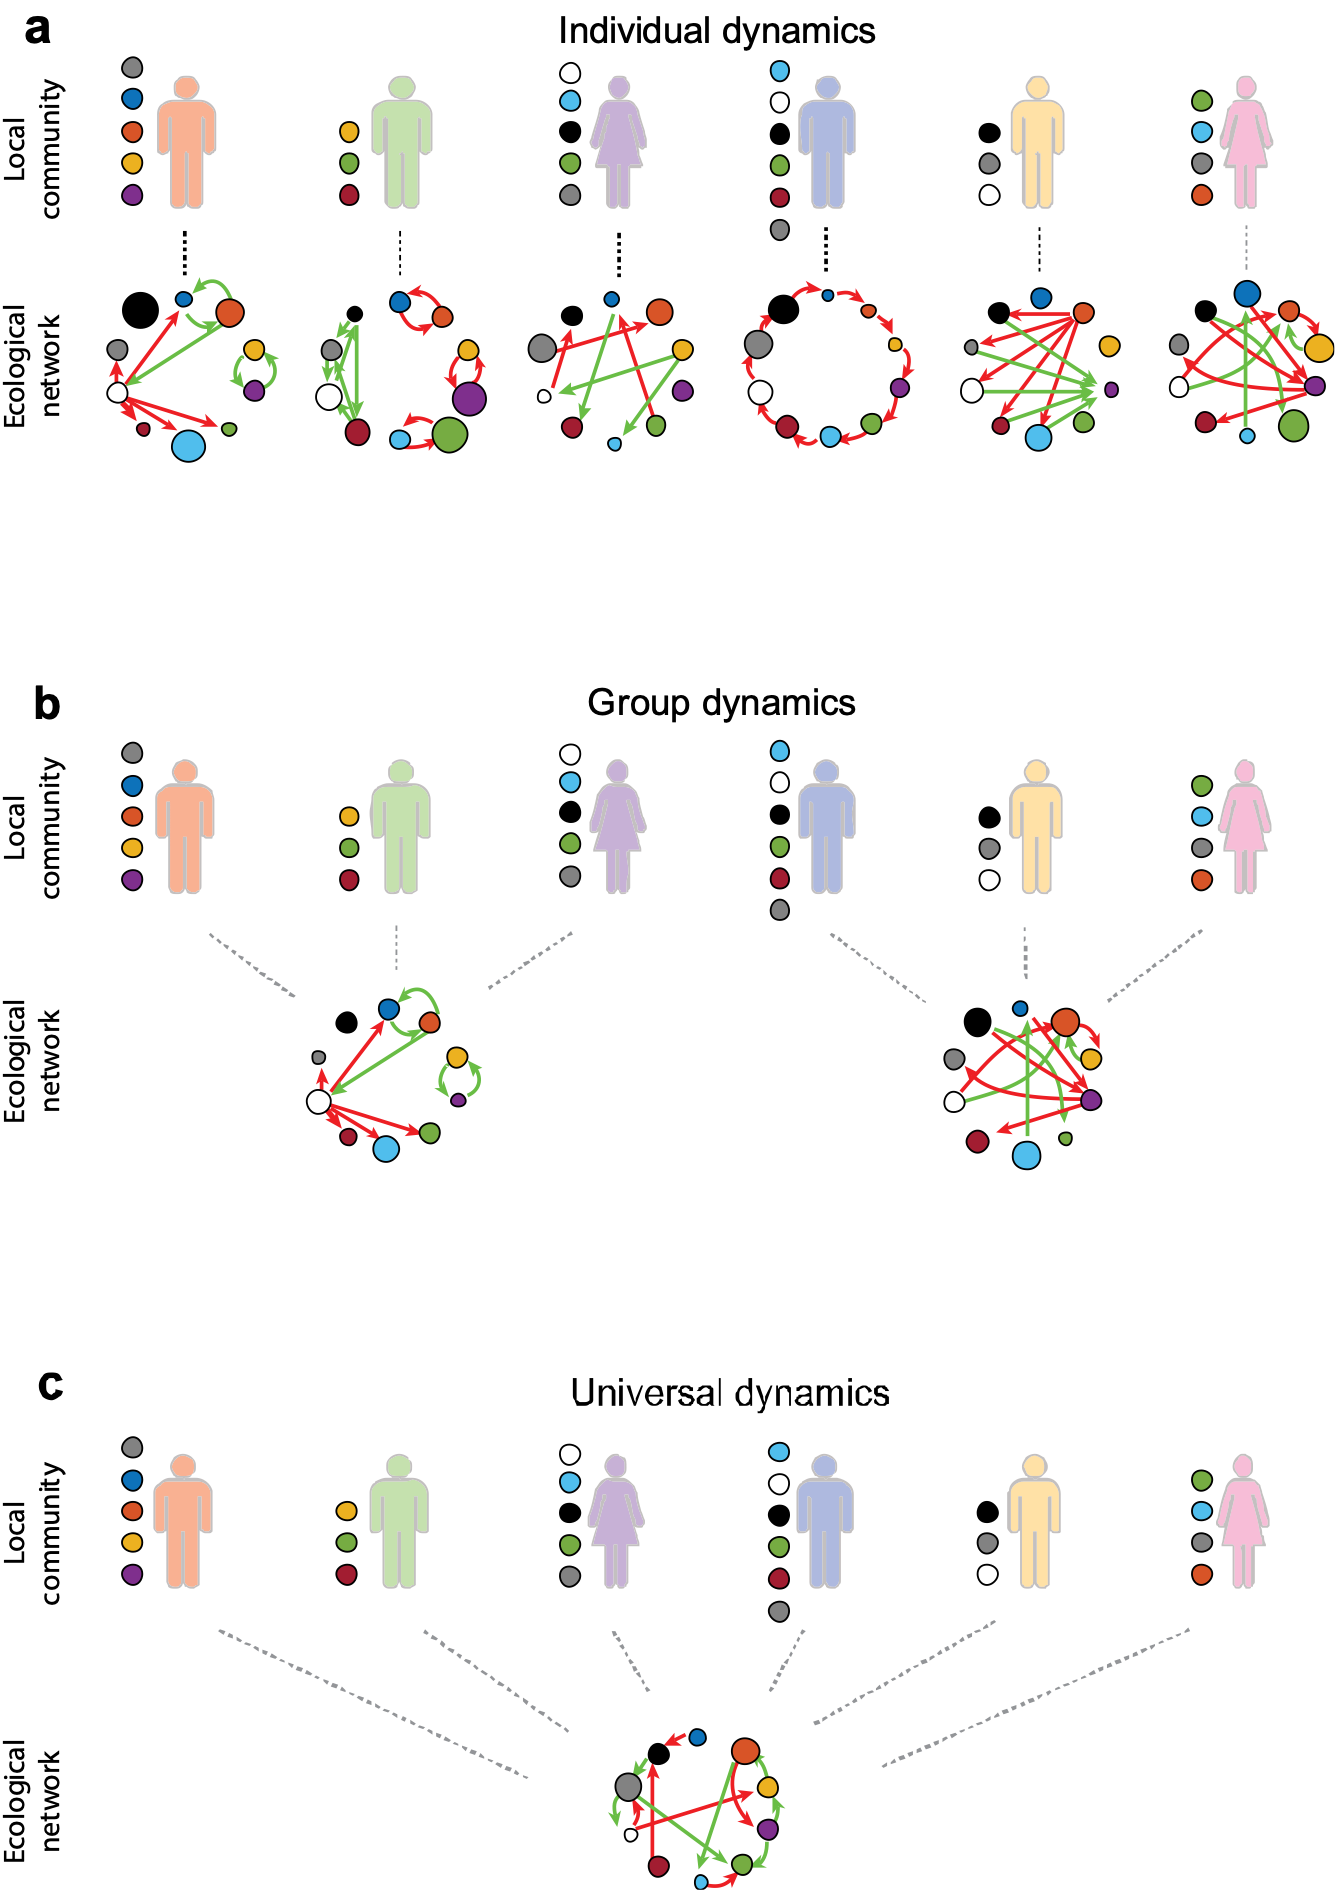 a
Individual dynamics
Local
community
Ecological
network
b
Group dynamics
Local
community
Ecological
network
c
Universal dynamics
Local
community
Ecological
network